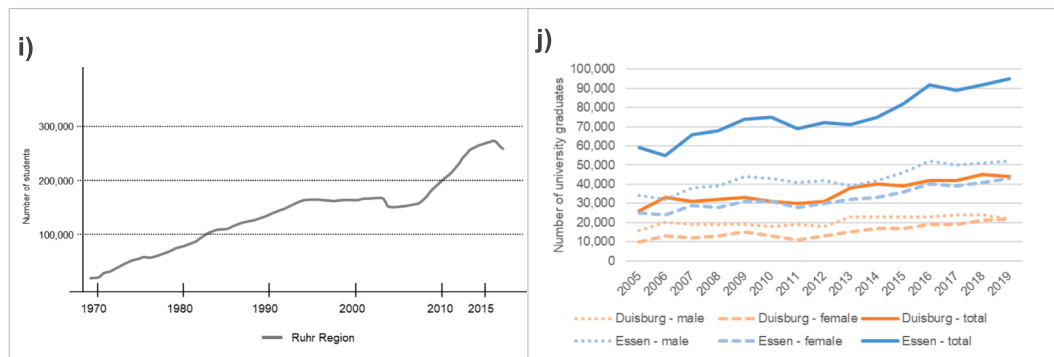 i)
Number of students
300,000
200,000
100,000
1970 1980 1990 2000 2010 2015
Ruhr Region
j)
Number of university graduates
100,000
90,000
80,000
70,000
60,000
50,000
40,000
30,000
20,000
10,000
0
2005 2006 2007 2008 2009 2010 2011 2012 2013 2014 2015 2016 2017 2018 2019
Duisburg - male Duisburg - female Duisburg - total
Essen - male Essen - female Essen - total